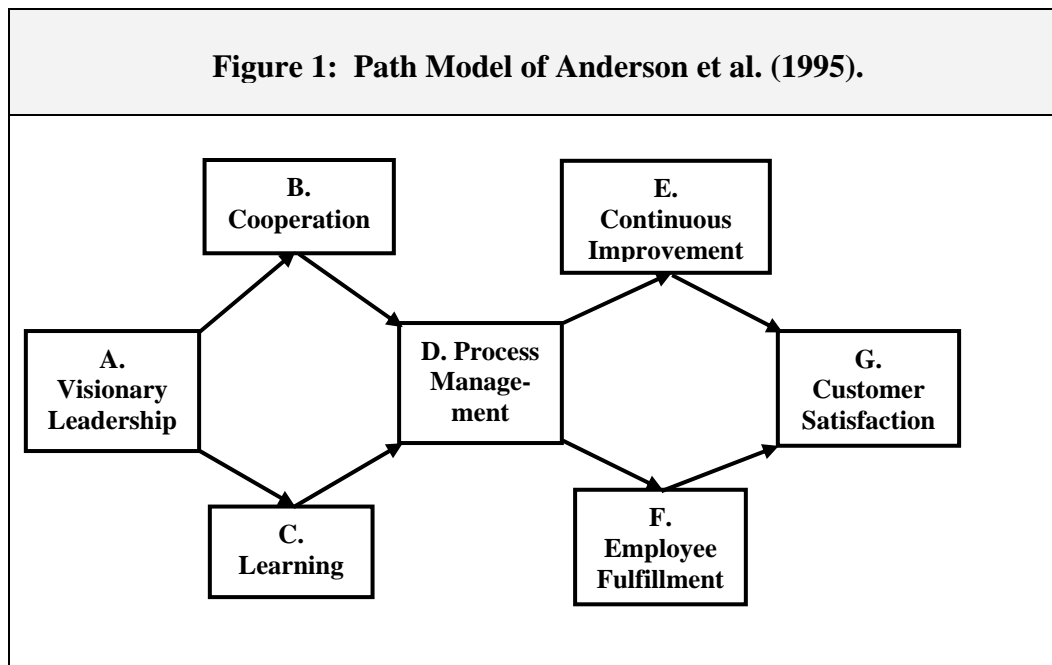 Figure 1:  Path Model of Anderson et al. (1995).
B.
Cooperation
E.
Continuous
Improvement
A.
Visionary
Leadership
D. Process
Manage-
ment
G.
Customer
Satisfaction
C.
Learning
F.
Employee
Fulfillment